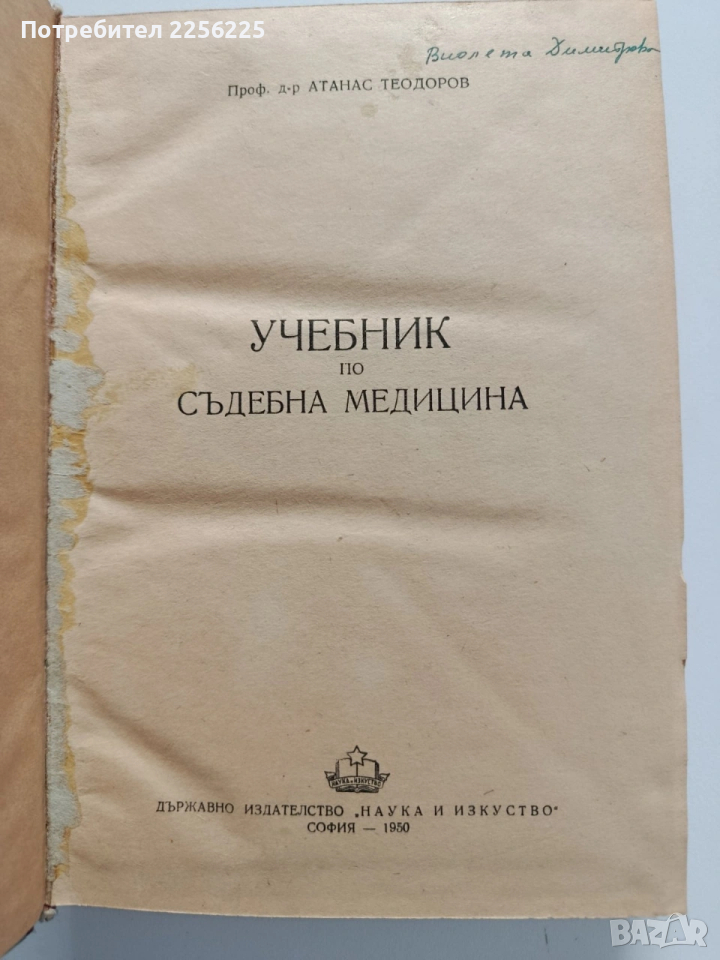 Потребител 2256225
Виолета Димитрова
Проф. д-р АТАНАС ТЕОДОРОВ
УЧЕБНИК
ПО
СЪДЕБНА МЕДИЦИНА
НАУКА И ИЗКУСТВО
ДЪРЖАВНО ИЗДАТЕЛСТВО „НАУКА И ИЗКУСТВО"
СОФИЯ — 1950
BAZAR